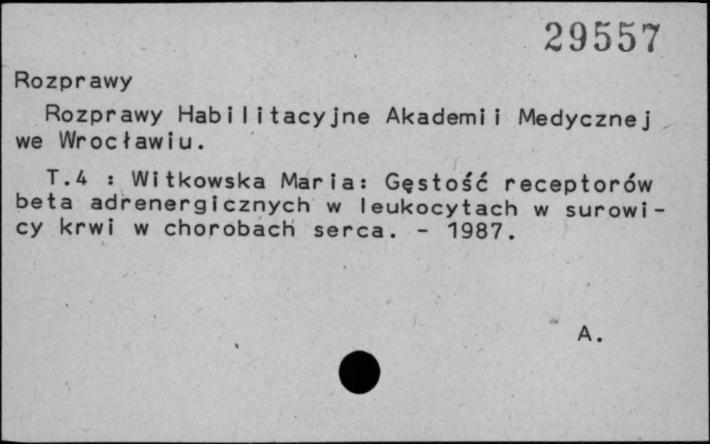 29557
Rozprawy
Rozprawy Habilitacyjne Akademii Medycznej
we Wrocławiu.
T.4 : Witkowska Maria: Gęstość receptorów
beta adrenergicznych w leukocytach w surowi-
cy krwi w chorobach serca. - 1987.
A.